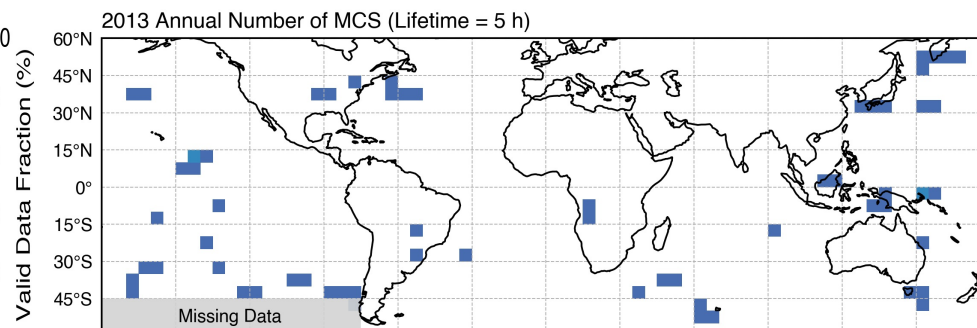 2013 Annual Number of MCS (Lifetime = 5 h)
0
Valid Data Fraction (%)
60°N
45°N
30°N
15°N
0°
15°S
30°S
45°S
Missing Data